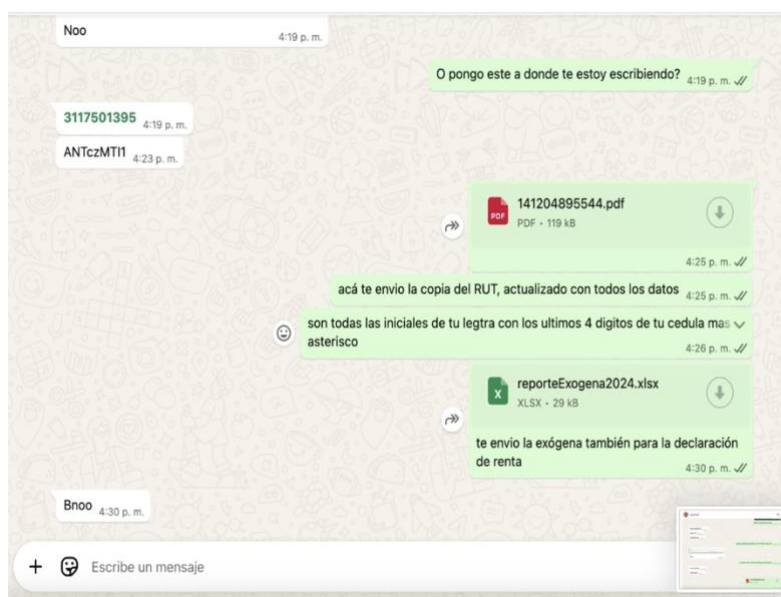 Noo
4:19 p. m.
O pongo este a donde te estoy escribiendo?
4:19 p. m.
3117501395
4:19 p. m.
ANTczMTI1
4:23 p. m.
PDF
141204895544.pdf
PDF • 119 kB
4:25 p. m.
acá te envio la copia del RUT, actualizado con todos los datos
4:25 p. m.
son todas las iniciales de tu legtra con los ultimos 4 digitos de tu cedula mas
asterisco
4:26 p. m.
X
reporteExogena2024.xlsx
XLSX • 29 kB
te envio la exógena también para la declaración
de renta
4:30 p. m.
Bnoo
4:30 p. m.
Escribe un mensaje